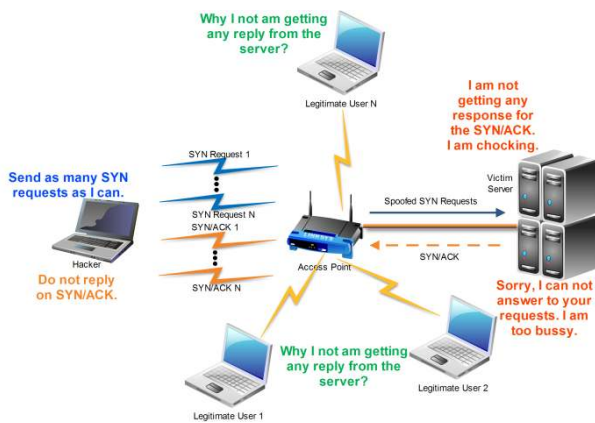 Why I not am getting
any reply from the
server?
Legitimate User N
I am not
getting any
response for
the SYN/ACK.
I am chocking.
Send as many SYN
requests as I can.
Hacker
Do not reply
on SYN/ACK.
SYN Request 1
SYN Request N
SYN/ACK 1
SYN/ACK N
LINKSYS
Access Point
Spoofed SYN Requests
SYN/ACK
Victim
Server
Sorry, I can not
answer to your
requests. I am
too bussy.
Why I not am getting
any reply from the
server?
Legitimate User 1
Legitimate User 2